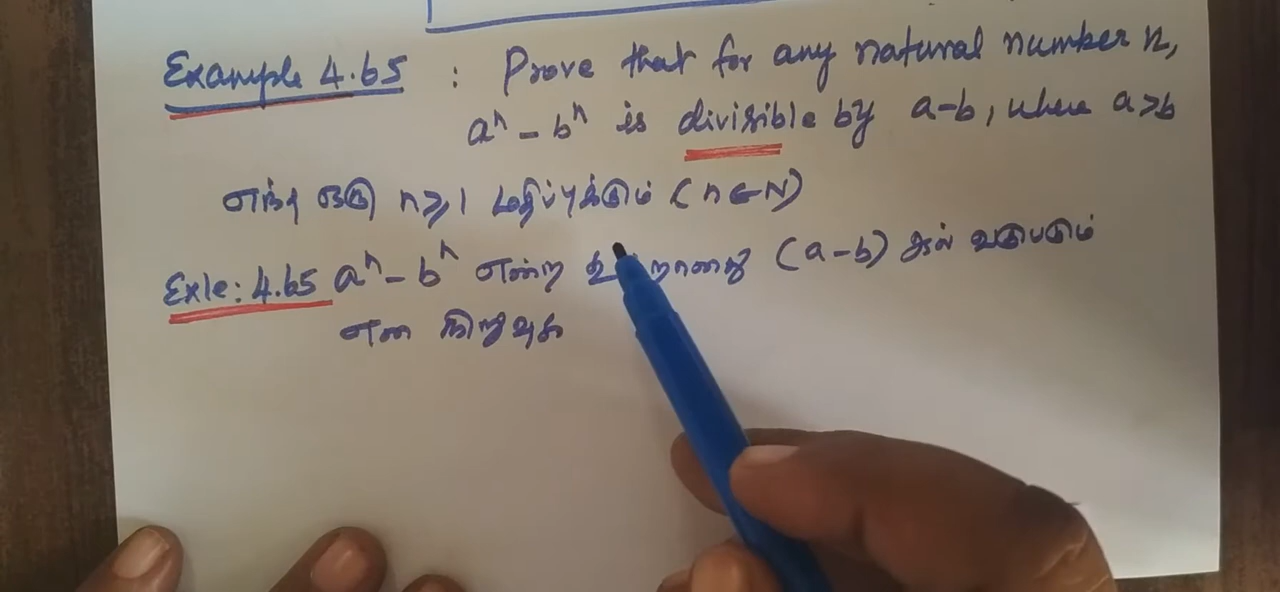 Example 4.65 : Prove that for any natural number n,
aⁿ - bⁿ is divisible by a-b, where a>b
எந்த ஒரு n≥1 மதிப்புக்கும் (n∈N)
Exle: 4.65 aⁿ - bⁿ என்ற (a-b) ஆல் வகுபடும்
என நிறுவுக